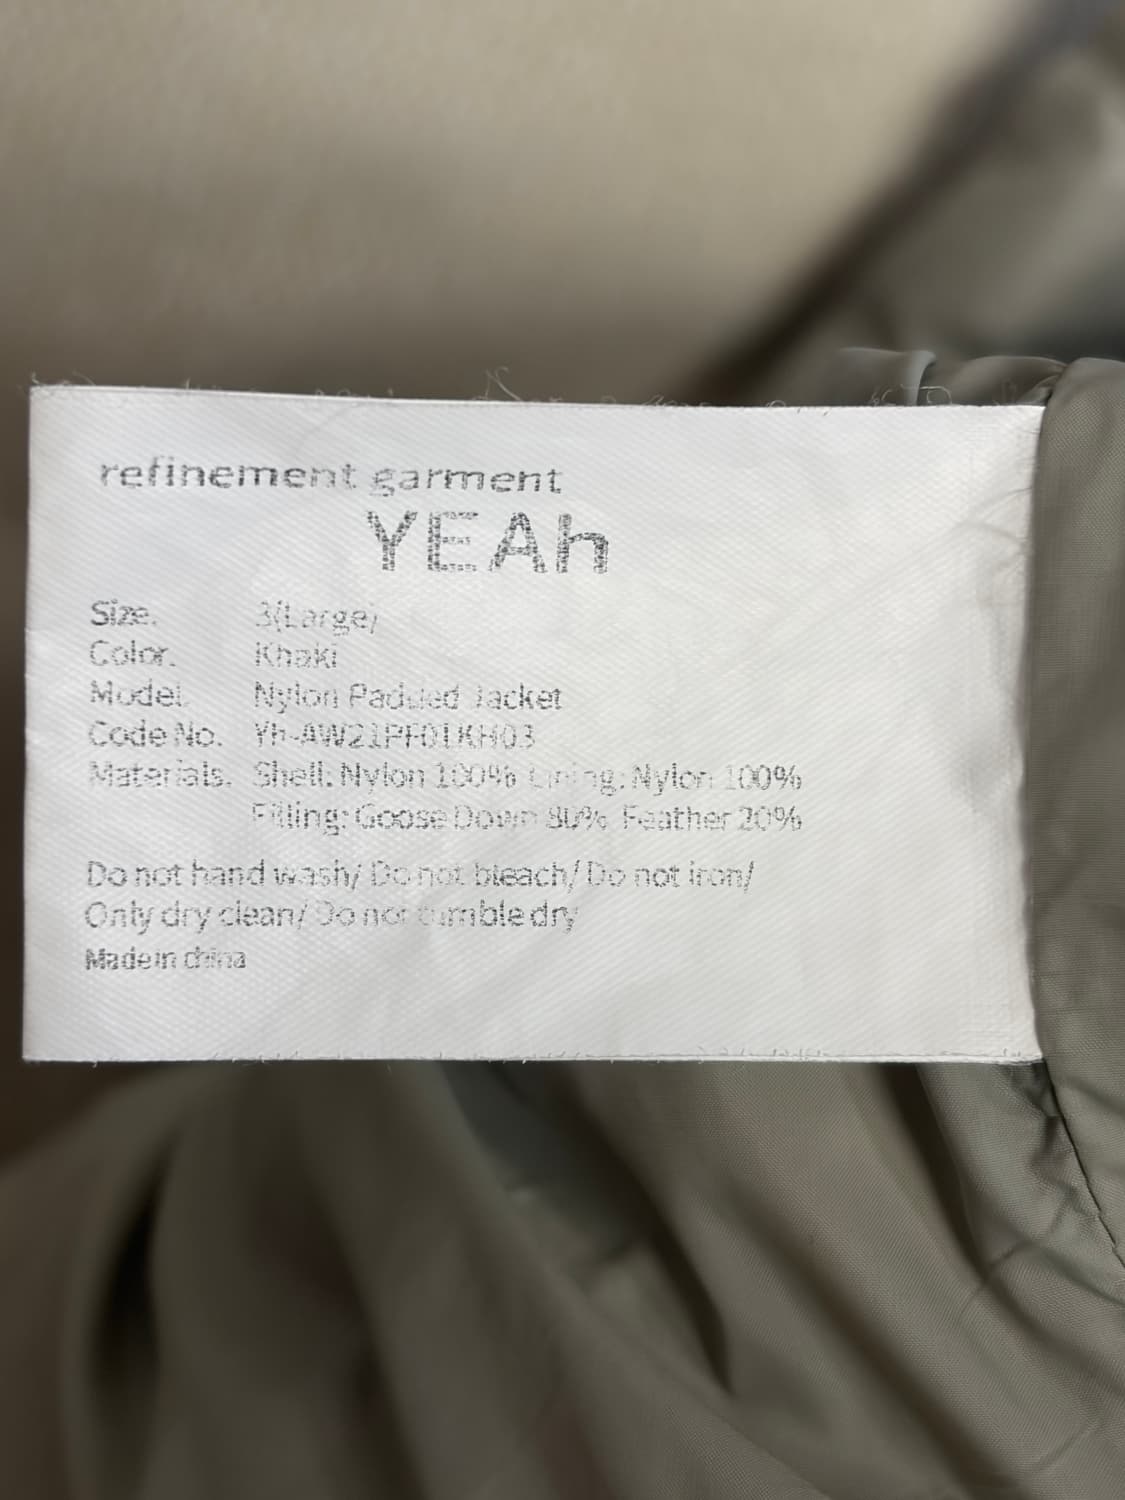 refinement garment
YEAh
Size. 3(Large)
Color. Khaki
Model. Nylon Padded Jacket
Code No. Yh-AW21PF01KH03
Materials. Shell: Nylon 100% Lining: Nylon 100%
Filling: Goose Down 80% Feather 20%
Do not hand wash/ Do not bleach/ Do not iron/
Only dry clean/ Do not tumble dry
Made in china